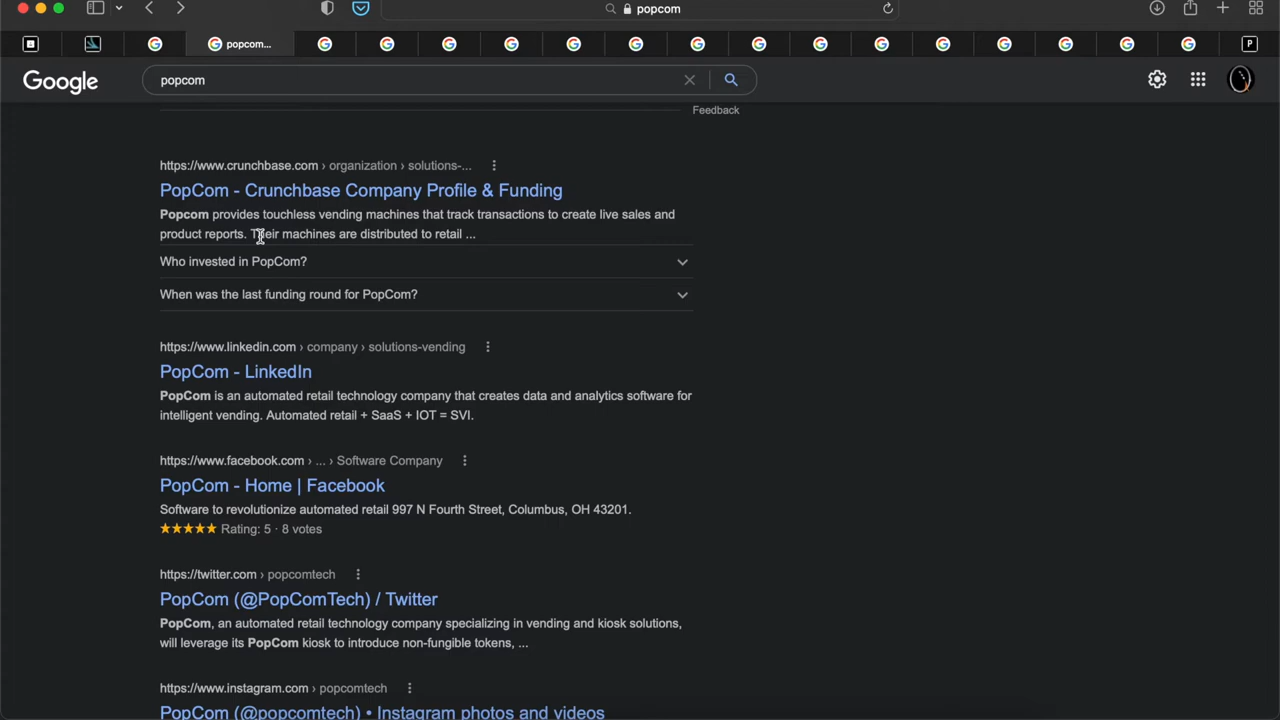 popcom
popcom...
P
Google
popcom
Feedback
https://www.crunchbase.com › organization › solutions-...
PopCom - Crunchbase Company Profile & Funding
Popcom provides touchless vending machines that track transactions to create live sales and
product reports. Their machines are distributed to retail ...
Who invested in PopCom?
When was the last funding round for PopCom?
https://www.linkedin.com › company › solutions-vending
PopCom - LinkedIn
PopCom is an automated retail technology company that creates data and analytics software for
intelligent vending. Automated retail + SaaS + IOT = SVI.
https://www.facebook.com › ... › Software Company
PopCom - Home | Facebook
Software to revolutionize automated retail 997 N Fourth Street, Columbus, OH 43201.
Rating: 5 · 8 votes
https://twitter.com › popcomtech
PopCom (@PopComTech) / Twitter
PopCom, an automated retail technology company specializing in vending and kiosk solutions,
will leverage its PopCom kiosk to introduce non-fungible tokens, ...
https://www.instagram.com › popcomtech
PopCom (@popcomtech) • Instagram photos and videos